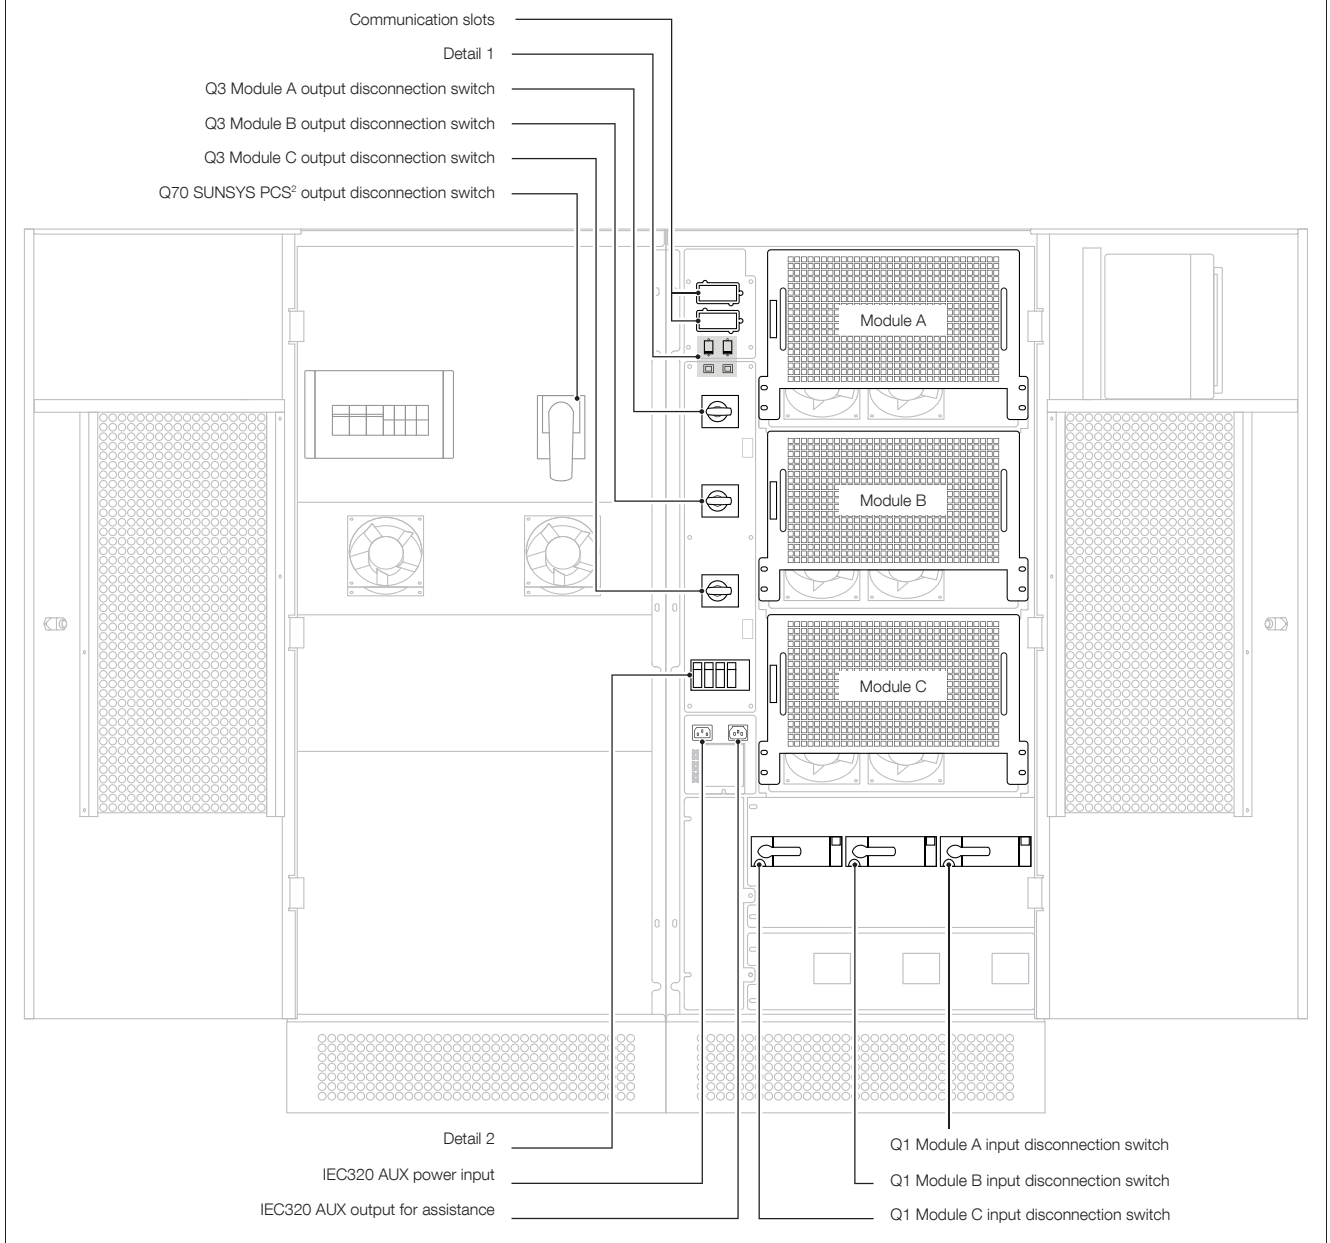 Communication slots
Detail 1
Q3 Module A output disconnection switch
Q3 Module B output disconnection switch
Q3 Module C output disconnection switch
Q70 SUNSYS PCS² output disconnection switch
Module A
Module B
Module C
Detail 2
IEC320 AUX power input
IEC320 AUX output for assistance
Q1 Module A input disconnection switch
Q1 Module B input disconnection switch
Q1 Module C input disconnection switch